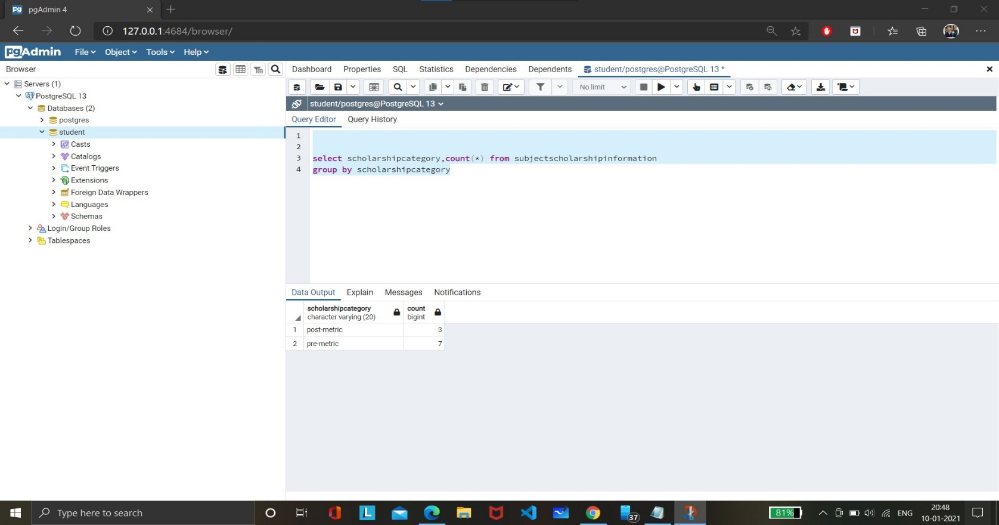 pgAdmin 4
127.0.0.1:4684/browser/
pgAdmin File Object Tools Help
Browser
Dashboard Properties SQL Statistics Dependencies Dependents student/postgres@PostgreSQL 13 *
Servers (1)
PostgreSQL 13
Databases (2)
postgres
student
Casts
Catalogs
Event Triggers
Extensions
Foreign Data Wrappers
Languages
Schemas
Login/Group Roles
Tablespaces
No limit
student/postgres@PostgreSQL 13
Query Editor Query History
1
2
3 select scholarshipcategory,count(*) from subjectscholarshipinformation
4 group by scholarshipcategory
Data Output Explain Messages Notifications
scholarshipcategory count
character varying (20) bigint
1 post-metric 3
2 pre-metric 7
Type here to search
L
37
81%
ENG
20:48
10-01-2021